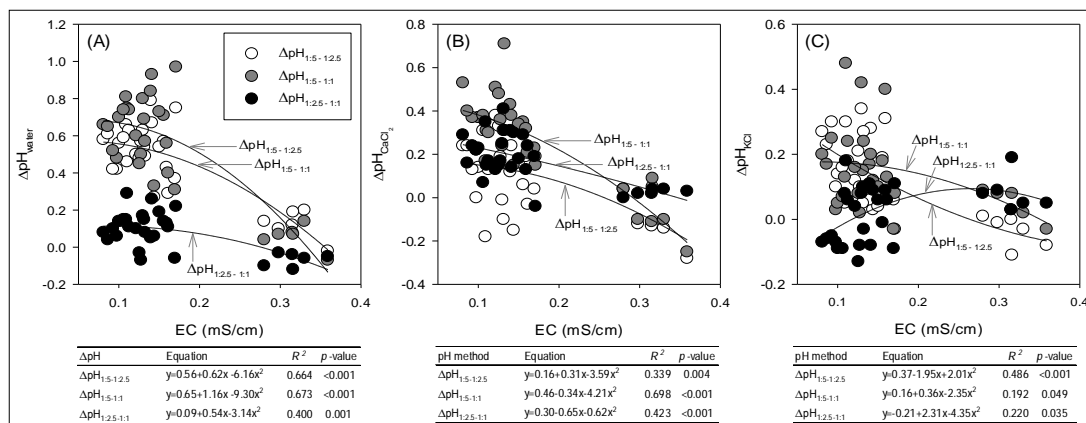 (A)
ΔpH1:5 - 1:2.5
ΔpH1:5 - 1:1
ΔpH1:2.5 - 1:1
ΔpHwater
1.2
1.0
0.8
0.6
0.4
0.2
0.0
-0.2
ΔpH1:5 - 1:2.5
ΔpH1:5 - 1:1
ΔpH1:2.5 - 1:1
0.1 0.2 0.3 0.4
EC (mS/cm)
(B)
ΔpHCaCl2
0.8
0.6
0.4
0.2
0.0
-0.2
-0.4
ΔpH1:5 - 1:1
ΔpH1:2.5 - 1:1
ΔpH1:5 - 1:2.5
0.1 0.2 0.3 0.4
EC (mS/cm)
(C)
ΔpHKCl
0.6
0.4
0.2
0.0
-0.2
ΔpH1:5 - 1:1
ΔpH1:2.5 - 1:1
ΔpH1:5 - 1:2.5
0.1 0.2 0.3 0.4
EC (mS/cm)
ΔpH Equation R2 p-value
ΔpH1:5-1:2.5 y=0.56+0.62x -6.16x2 0.664 <0.001
ΔpH1:5-1:1 y=0.65+1.16x -9.30x2 0.673 <0.001
ΔpH1:2.5-1:1 y=0.09+0.54x-3.14x2 0.400 0.001
pH method Equation R2 p-value
ΔpH1:5-1:2.5 y=0.16+0.31x-3.59x2 0.339 0.004
ΔpH1:5-1:1 y=0.46-0.34x-4.21x2 0.698 <0.001
ΔpH1:2.5-1:1 y=0.30-0.65x-0.62x2 0.423 <0.001
pH method Equation R2 p-value
ΔpH1:5-1:2.5 y=0.37-1.95x+2.01x2 0.486 <0.001
ΔpH1:5-1:1 y=0.16+0.36x-2.35x2 0.192 0.049
ΔpH1:2.5-1:1 y=-0.21+2.31x-4.35x2 0.220 0.035